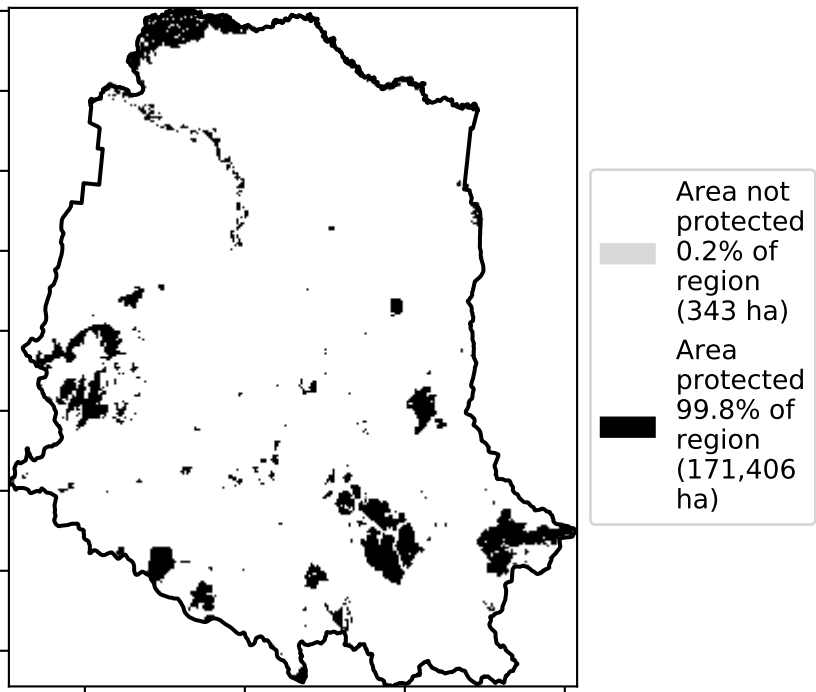 Area not
protected
0.2% of
region
(343 ha)
Area
protected
99.8% of
region
(171,406
ha)